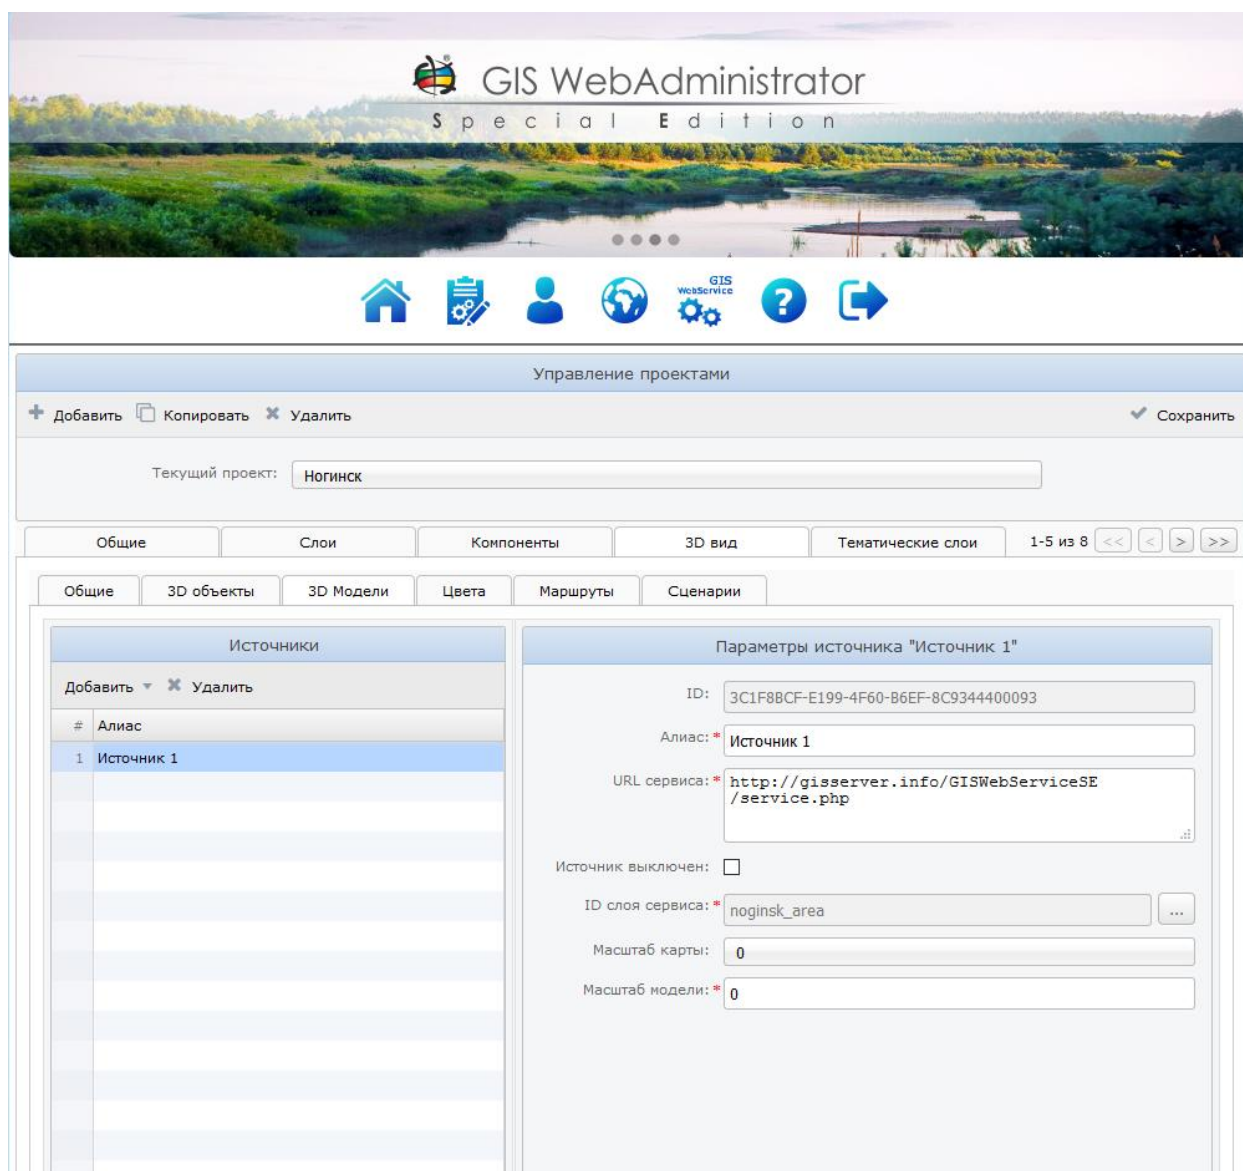 GIS WebAdministrator
Special Edition
GIS
WebService
?
Управление проектами
Добавить Копировать Удалить Сохранить
Текущий проект: Ногинск
Общие Слои Компоненты 3D вид Тематические слои 1-5 из 8 << < > >>
Общие 3D объекты 3D Модели Цвета Маршруты Сценарии
Источники
Добавить Удалить
# Алиас
1 Источник 1
Параметры источника "Источник 1"
ID: 3C1F8BCF-E199-4F60-B6EF-8C9344400093
Алиас:* Источник 1
URL сервиса:* http://gisserver.info/GISWebServiceSE
/service.php
Источник выключен:
ID слоя сервиса:* noginsk_area ...
Масштаб карты: 0
Масштаб модели:* 0